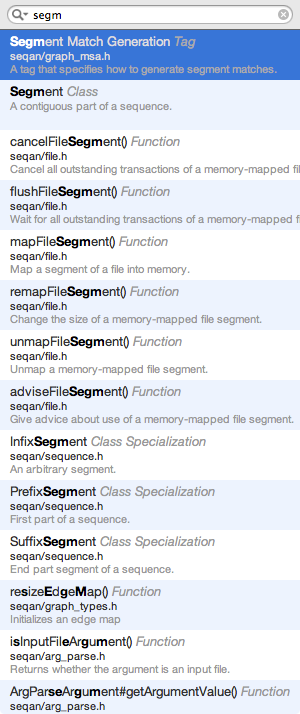 segm
Segment Match Generation Tag
seqan/graph_msa.h
A tag that specifies how to generate segment matches.
Segment Class
A contiguous part of a sequence.
cancelFileSegment() Function
seqan/file.h
Cancel all outstanding transactions of a memory-mapped file
flushFileSegment() Function
seqan/file.h
Wait for all outstanding transactions of a memory-mapped f
mapFileSegment() Function
seqan/file.h
Map a segment of a file into memory.
remapFileSegment() Function
seqan/file.h
Change the size of a memory-mapped file segment.
unmapFileSegment() Function
seqan/file.h
Unmap a memory-mapped file segment.
adviseFileSegment() Function
seqan/file.h
Give advice about use of a memory-mapped file segment.
InfixSegment Class Specialization
seqan/sequence.h
An arbitrary segment.
PrefixSegment Class Specialization
seqan/sequence.h
First part of a sequence.
SuffixSegment Class Specialization
seqan/sequence.h
End part segment of a sequence.
resizeEdgeMap() Function
seqan/graph_types.h
Initializes an edge map
isInputFileArgument() Function
seqan/arg_parse.h
Returns whether the argument is an input file.
ArgParseArgument#getArgumentValue() Function
seqan/arg_parse.h